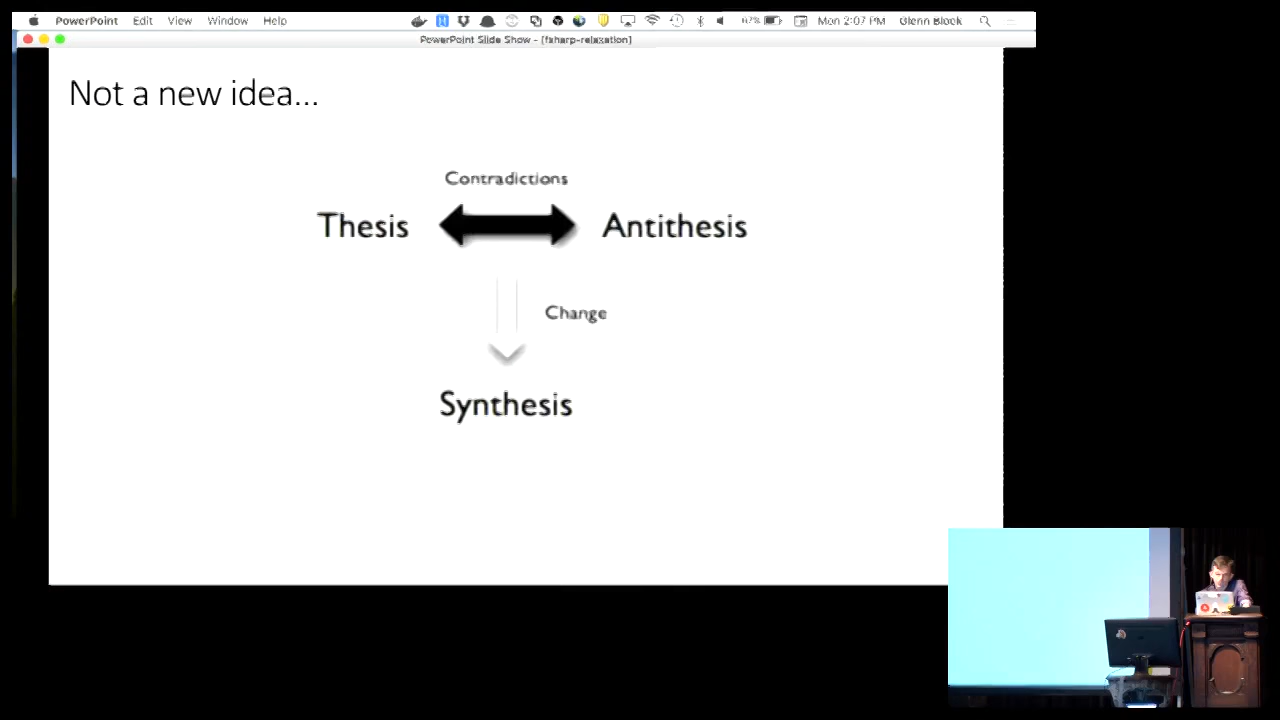 PowerPoint Edit View Window Help 67% Mon 2:07 PM Glenn Block
PowerPoint Slide Show - [fsharp-relaxation]
Not a new idea...
Contradictions
Thesis Antithesis
Change
Synthesis